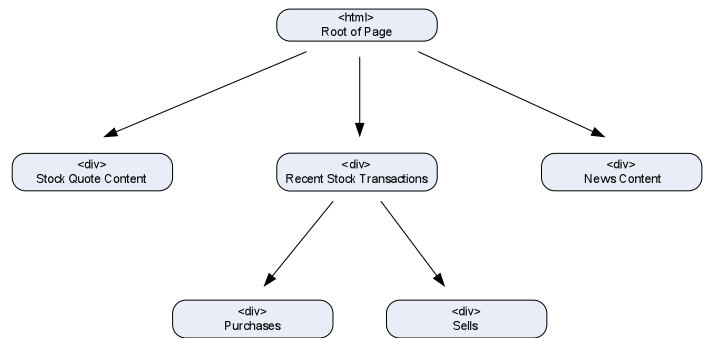 <html>
Root of Page
<div>
Stock Quote Content
<div>
Recent Stock Transactions
<div>
News Content
<div>
Purchases
<div>
Sells